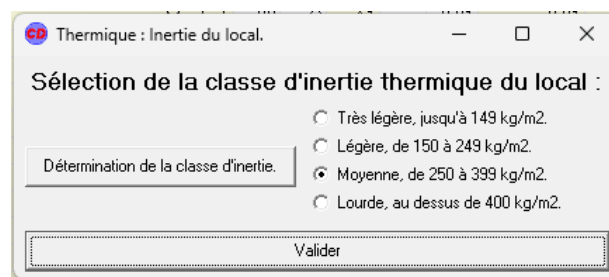 CD Thermique : Inertie du local.
Sélection de la classe d'inertie thermique du local :
Très légère, jusqu'à 149 kg/m2.
Légère, de 150 à 249 kg/m2.
Détermination de la classe d'inertie.
Moyenne, de 250 à 399 kg/m2.
Lourde, au dessus de 400 kg/m2.
Valider